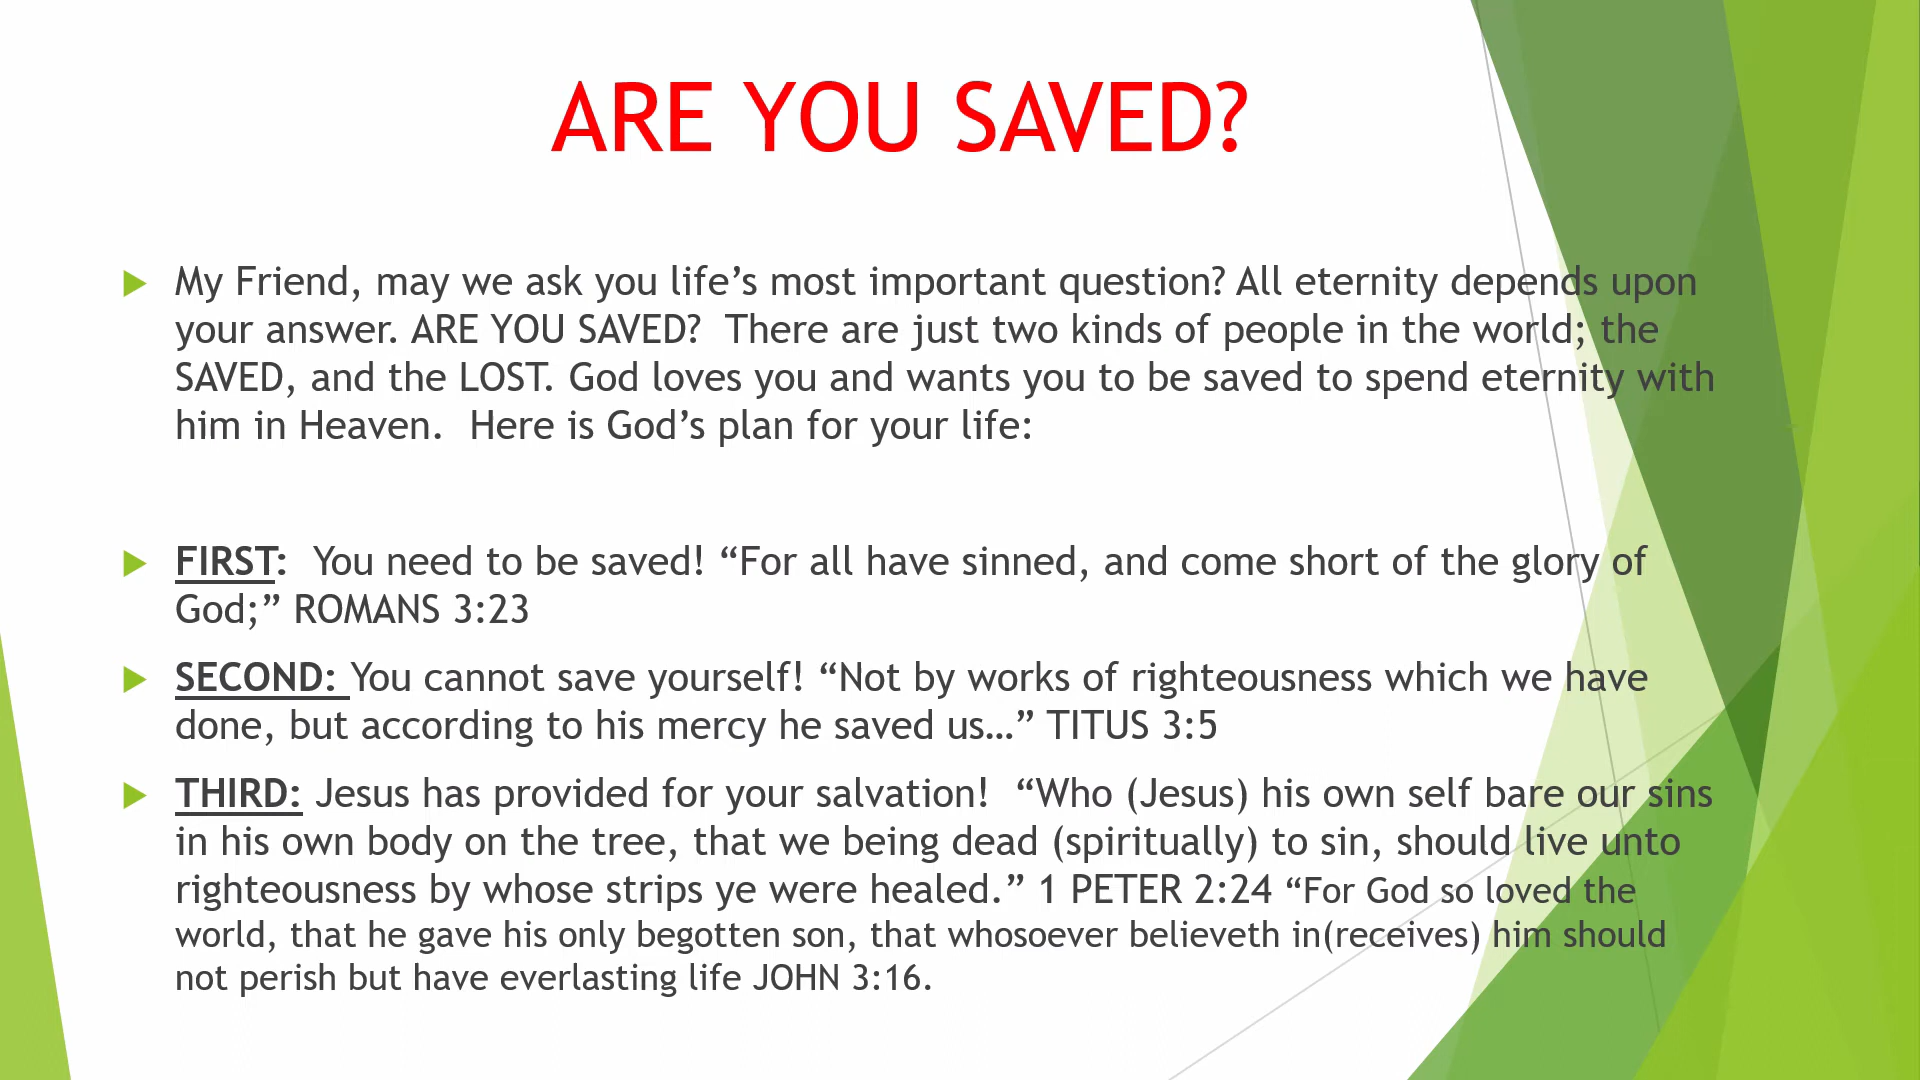 ARE YOU SAVED?
My Friend, may we ask you life’s most important question? All eternity depends upon
your answer. ARE YOU SAVED?  There are just two kinds of people in the world; the
SAVED, and the LOST. God loves you and wants you to be saved to spend eternity with
him in Heaven.  Here is God’s plan for your life:
FIRST:  You need to be saved! “For all have sinned, and come short of the glory of
God;” ROMANS 3:23
SECOND: You cannot save yourself! “Not by works of righteousness which we have
done, but according to his mercy he saved us…” TITUS 3:5
THIRD: Jesus has provided for your salvation!  “Who (Jesus) his own self bare our sins
in his own body on the tree, that we being dead (spiritually) to sin, should live unto
righteousness by whose strips ye were healed.” 1 PETER 2:24 “For God so loved the
world, that he gave his only begotten son, that whosoever believeth in(receives) him should
not perish but have everlasting life JOHN 3:16.